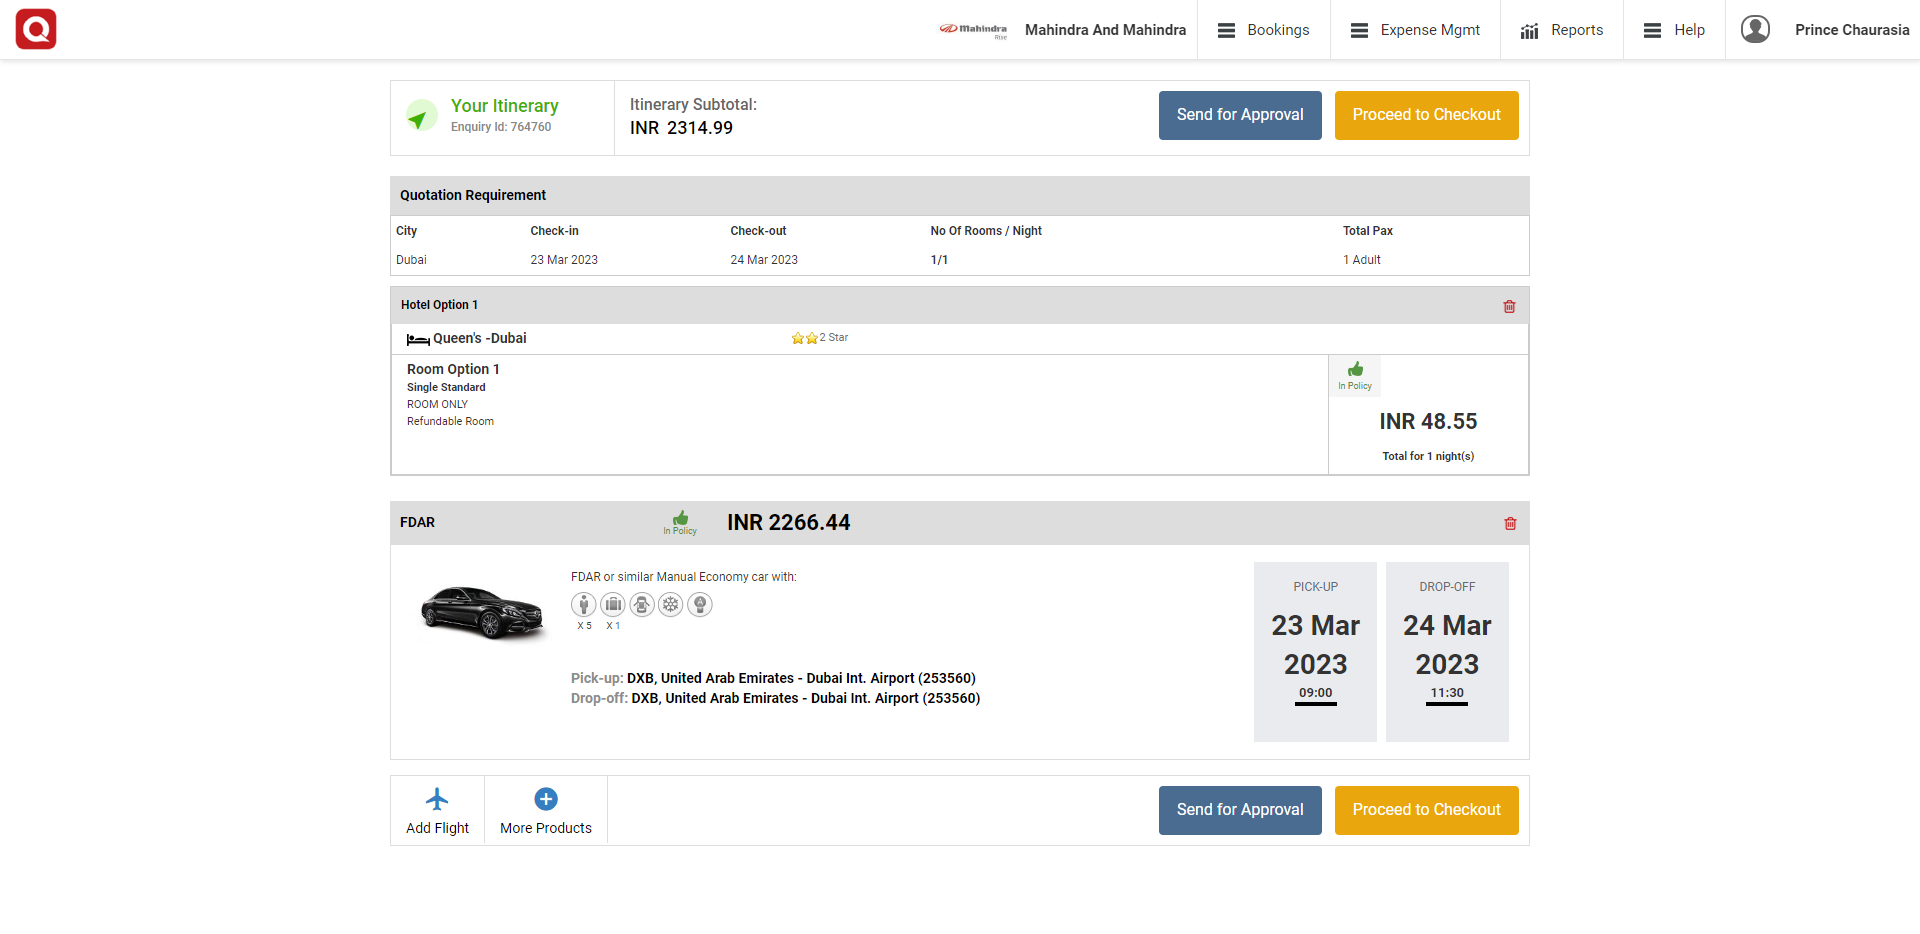 Mahindra
Rise
Mahindra And Mahindra
Bookings
Expense Mgmt
Reports
Help
Prince Chaurasia
Your Itinerary
Enquiry Id: 764760
Itinerary Subtotal:
INR 2314.99
Send for Approval
Proceed to Checkout
Quotation Requirement
City Check-in Check-out No Of Rooms / Night Total Pax
Dubai 23 Mar 2023 24 Mar 2023 1/1 1 Adult
Hotel Option 1
Queen's -Dubai 2 Star
Room Option 1
Single Standard
ROOM ONLY
Refundable Room
In Policy
INR 48.55
Total for 1 night(s)
FDAR In Policy INR 2266.44
FDAR or similar Manual Economy car with:
X 5 X 1
Pick-up: DXB, United Arab Emirates - Dubai Int. Airport (253560)
Drop-off: DXB, United Arab Emirates - Dubai Int. Airport (253560)
PICK-UP
23 Mar
2023
09:00
DROP-OFF
24 Mar
2023
11:30
Add Flight
More Products
Send for Approval
Proceed to Checkout